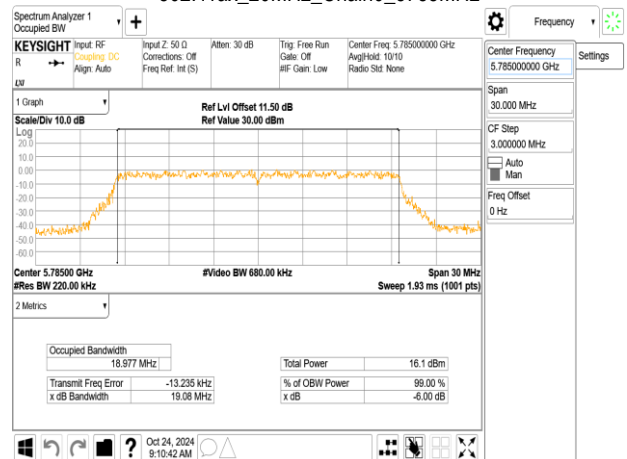 Spectrum Analyzer 1
Occupied BW
Frequency
KEYSIGHT
R
Input: RF
Coupling: DC
Align: Auto
Input Z: 50 Ω
Corrections: Off
Freq Ref: Int (S)
Atten: 30 dB
Trig: Free Run
Gate: Off
#IF Gain: Low
Center Freq: 5.785000000 GHz
Avg|Hold: 10/10
Radio Std: None
Center Frequency
5.785000000 GHz
Settings
Span
30.000 MHz
CF Step
3.000000 MHz
Auto
Man
Freq Offset
0 Hz
1 Graph
Scale/Div 10.0 dB
Ref Lvl Offset 11.50 dB
Ref Value 30.00 dBm
Log
20.0
10.0
0.00
-10.0
-20.0
-30.0
-40.0
-50.0
-60.0
Center 5.78500 GHz
#Video BW 680.00 kHz
Span 30 MHz
#Res BW 220.00 kHz
Sweep 1.93 ms (1001 pts)
2 Metrics
Occupied Bandwidth
18.977 MHz
Total Power 16.1 dBm
Transmit Freq Error -13.235 kHz
% of OBW Power 99.00 %
x dB Bandwidth 19.08 MHz
x dB -6.00 dB
Oct 24, 2024
9:10:42 AM